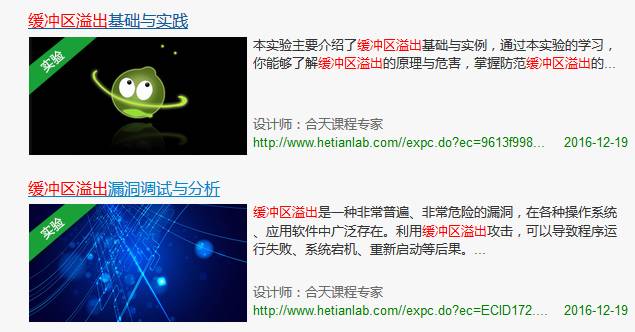 缓冲区溢出基础与实践
实验
本实验主要介绍了缓冲区溢出基础与实例，通过本实验的学习，
你能够了解缓冲区溢出的原理与危害，掌握防范缓冲区溢出的...
设计师：合天课程专家
http://www.hetianlab.com//expc.do?ec=9613f998... 2016-12-19
缓冲区溢出漏洞调试与分析
实验
缓冲区溢出是一种非常普遍、非常危险的漏洞，在各种操作系统
、应用软件中广泛存在。利用缓冲区溢出攻击，可以导致程序运
行失败、系统宕机、重新启动等后果。...
设计师：合天课程专家
http://www.hetianlab.com//expc.do?ec=ECID172.... 2016-12-19